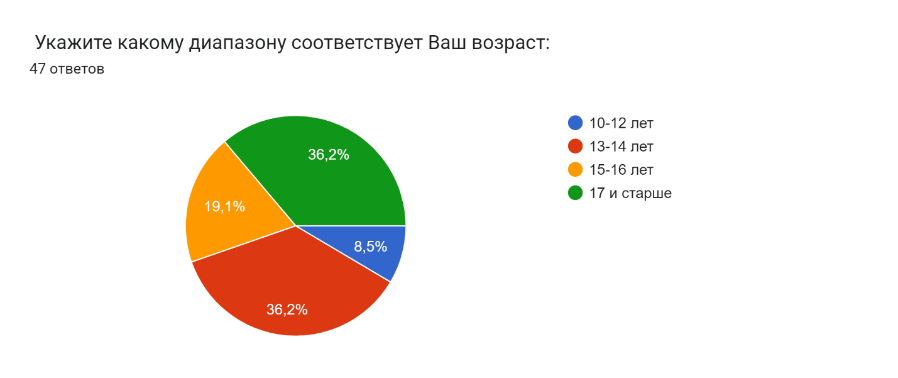 Укажите какому диапазону соответствует Ваш возраст:
47 ответов
10-12 лет
13-14 лет
15-16 лет
17 и старше
36,2%
19,1%
8,5%
36,2%